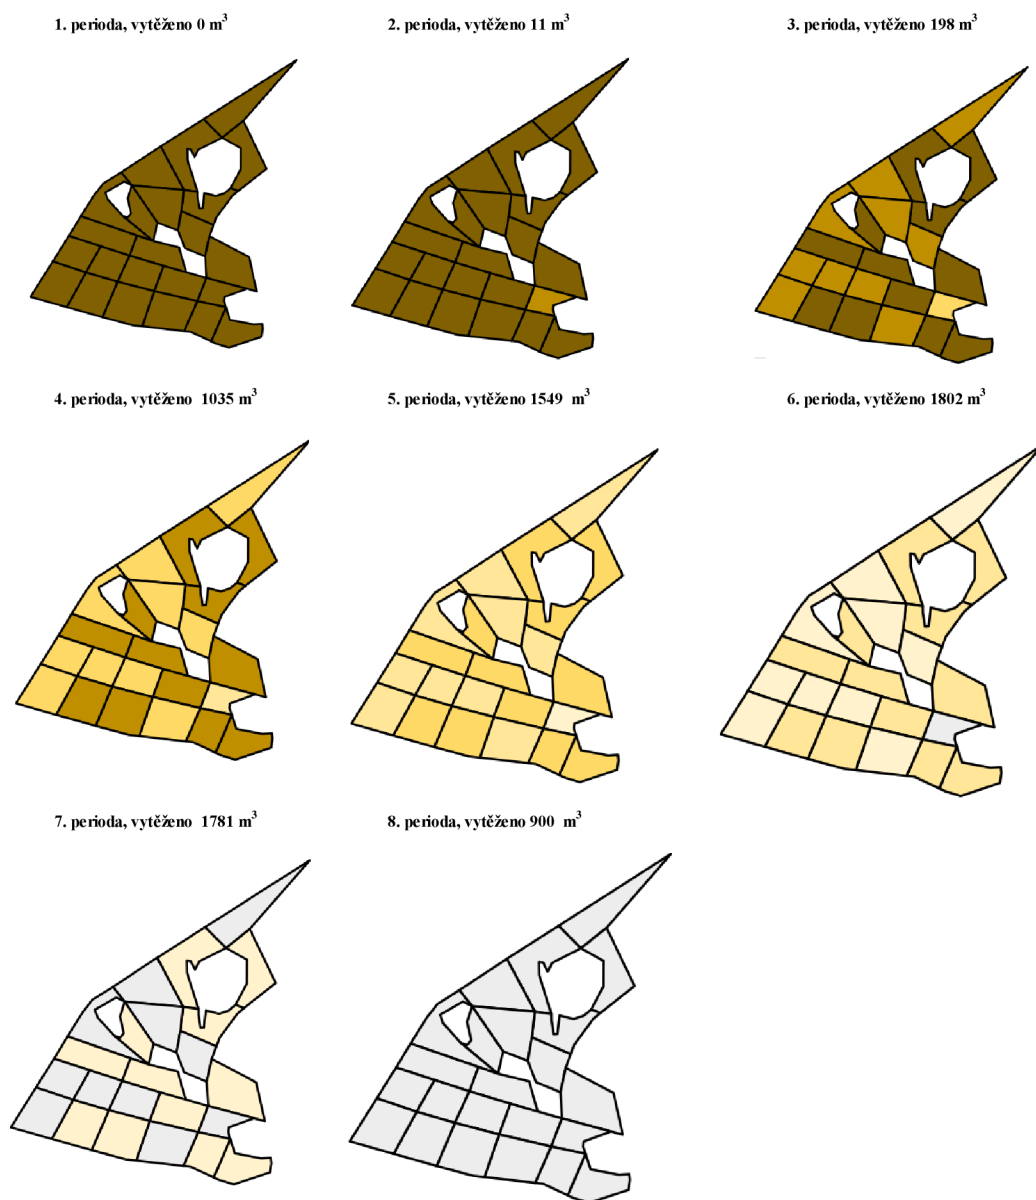 1. perioda, vytěženo 0 m³
2. perioda, vytěženo 11 m³
3. perioda, vytěženo 198 m³
4. perioda, vytěženo 1035 m³
5. perioda, vytěženo 1549 m³
6. perioda, vytěženo 1802 m³
7. perioda, vytěženo 1781 m³
8. perioda, vytěženo 900 m³